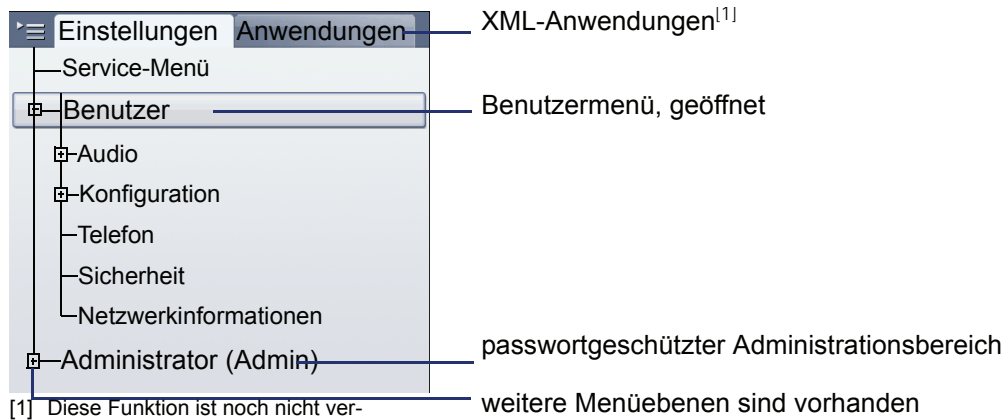 Einstellungen Anwendungen
XML-Anwendungen[1]
Service-Menü
Benutzer
Benutzermenü, geöffnet
Audio
Konfiguration
Telefon
Sicherheit
Netzwerkinformationen
Administrator (Admin)
passwortgeschützter Administrationsbereich
weitere Menüebenen sind vorhanden
[1] Diese Funktion ist noch nicht ver-